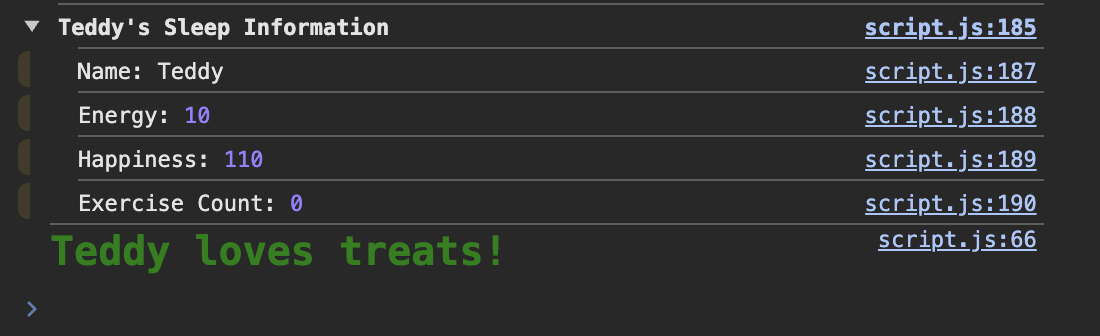 ▼ Teddy's Sleep Information script.js:185
Name: Teddy script.js:187
Energy: 10 script.js:188
Happiness: 110 script.js:189
Exercise Count: 0 script.js:190
Teddy loves treats! script.js:66
>